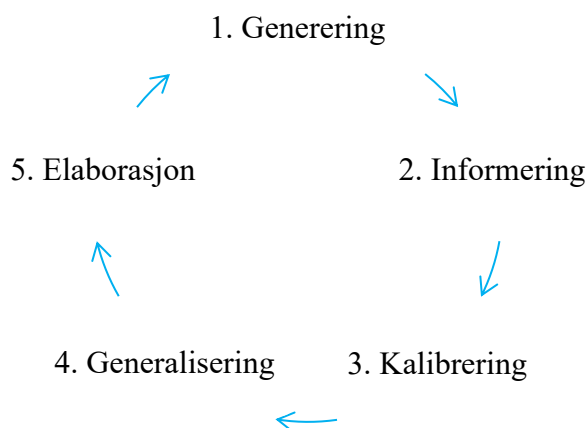 1. Generering
2. Informering
3. Kalibrering
4. Generalisering
5. Elaborasjon